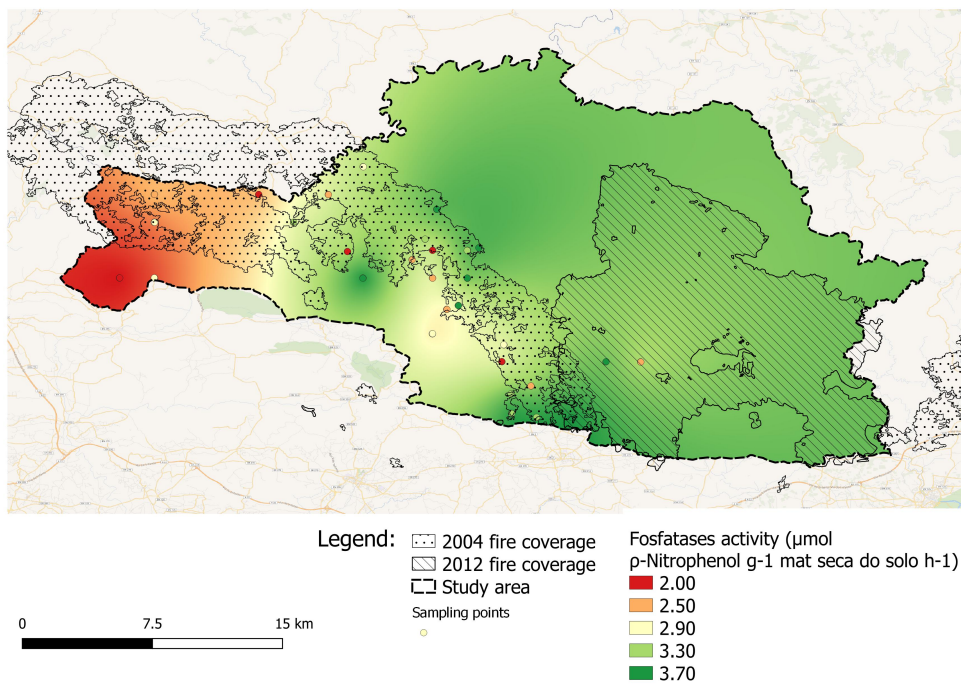 Legend:
2004 fire coverage
2012 fire coverage
Study area
Sampling points
Fosfatases activity (μmol
ρ-Nitrophenol g-1 mat seca do solo h-1)
2.00
2.50
2.90
3.30
3.70
0 7.5 15 km